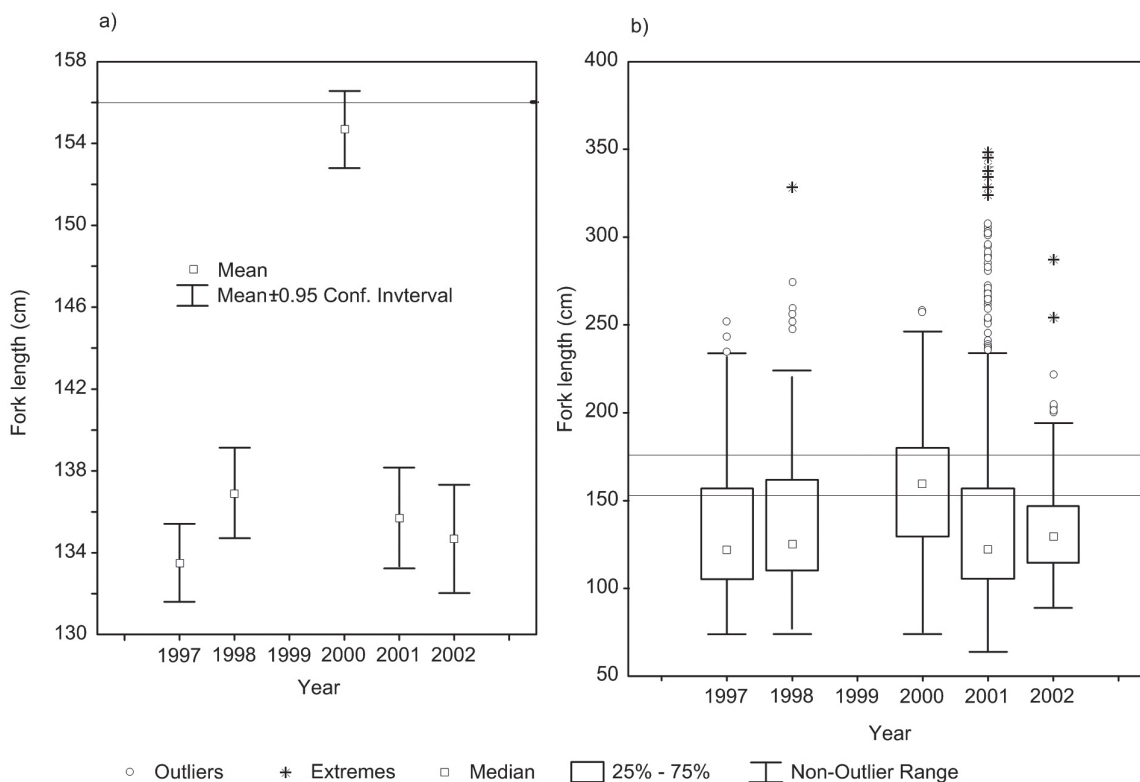 a)
158
154
150
146
142
138
134
130
Fork length (cm)
Mean
Mean±0.95 Conf. Invterval
1997 1998 1999 2000 2001 2002
Year
b)
400
350
300
250
200
150
100
50
Fork length (cm)
1997 1998 1999 2000 2001 2002
Year
Outliers Extremes Median 25% - 75% Non-Outlier Range